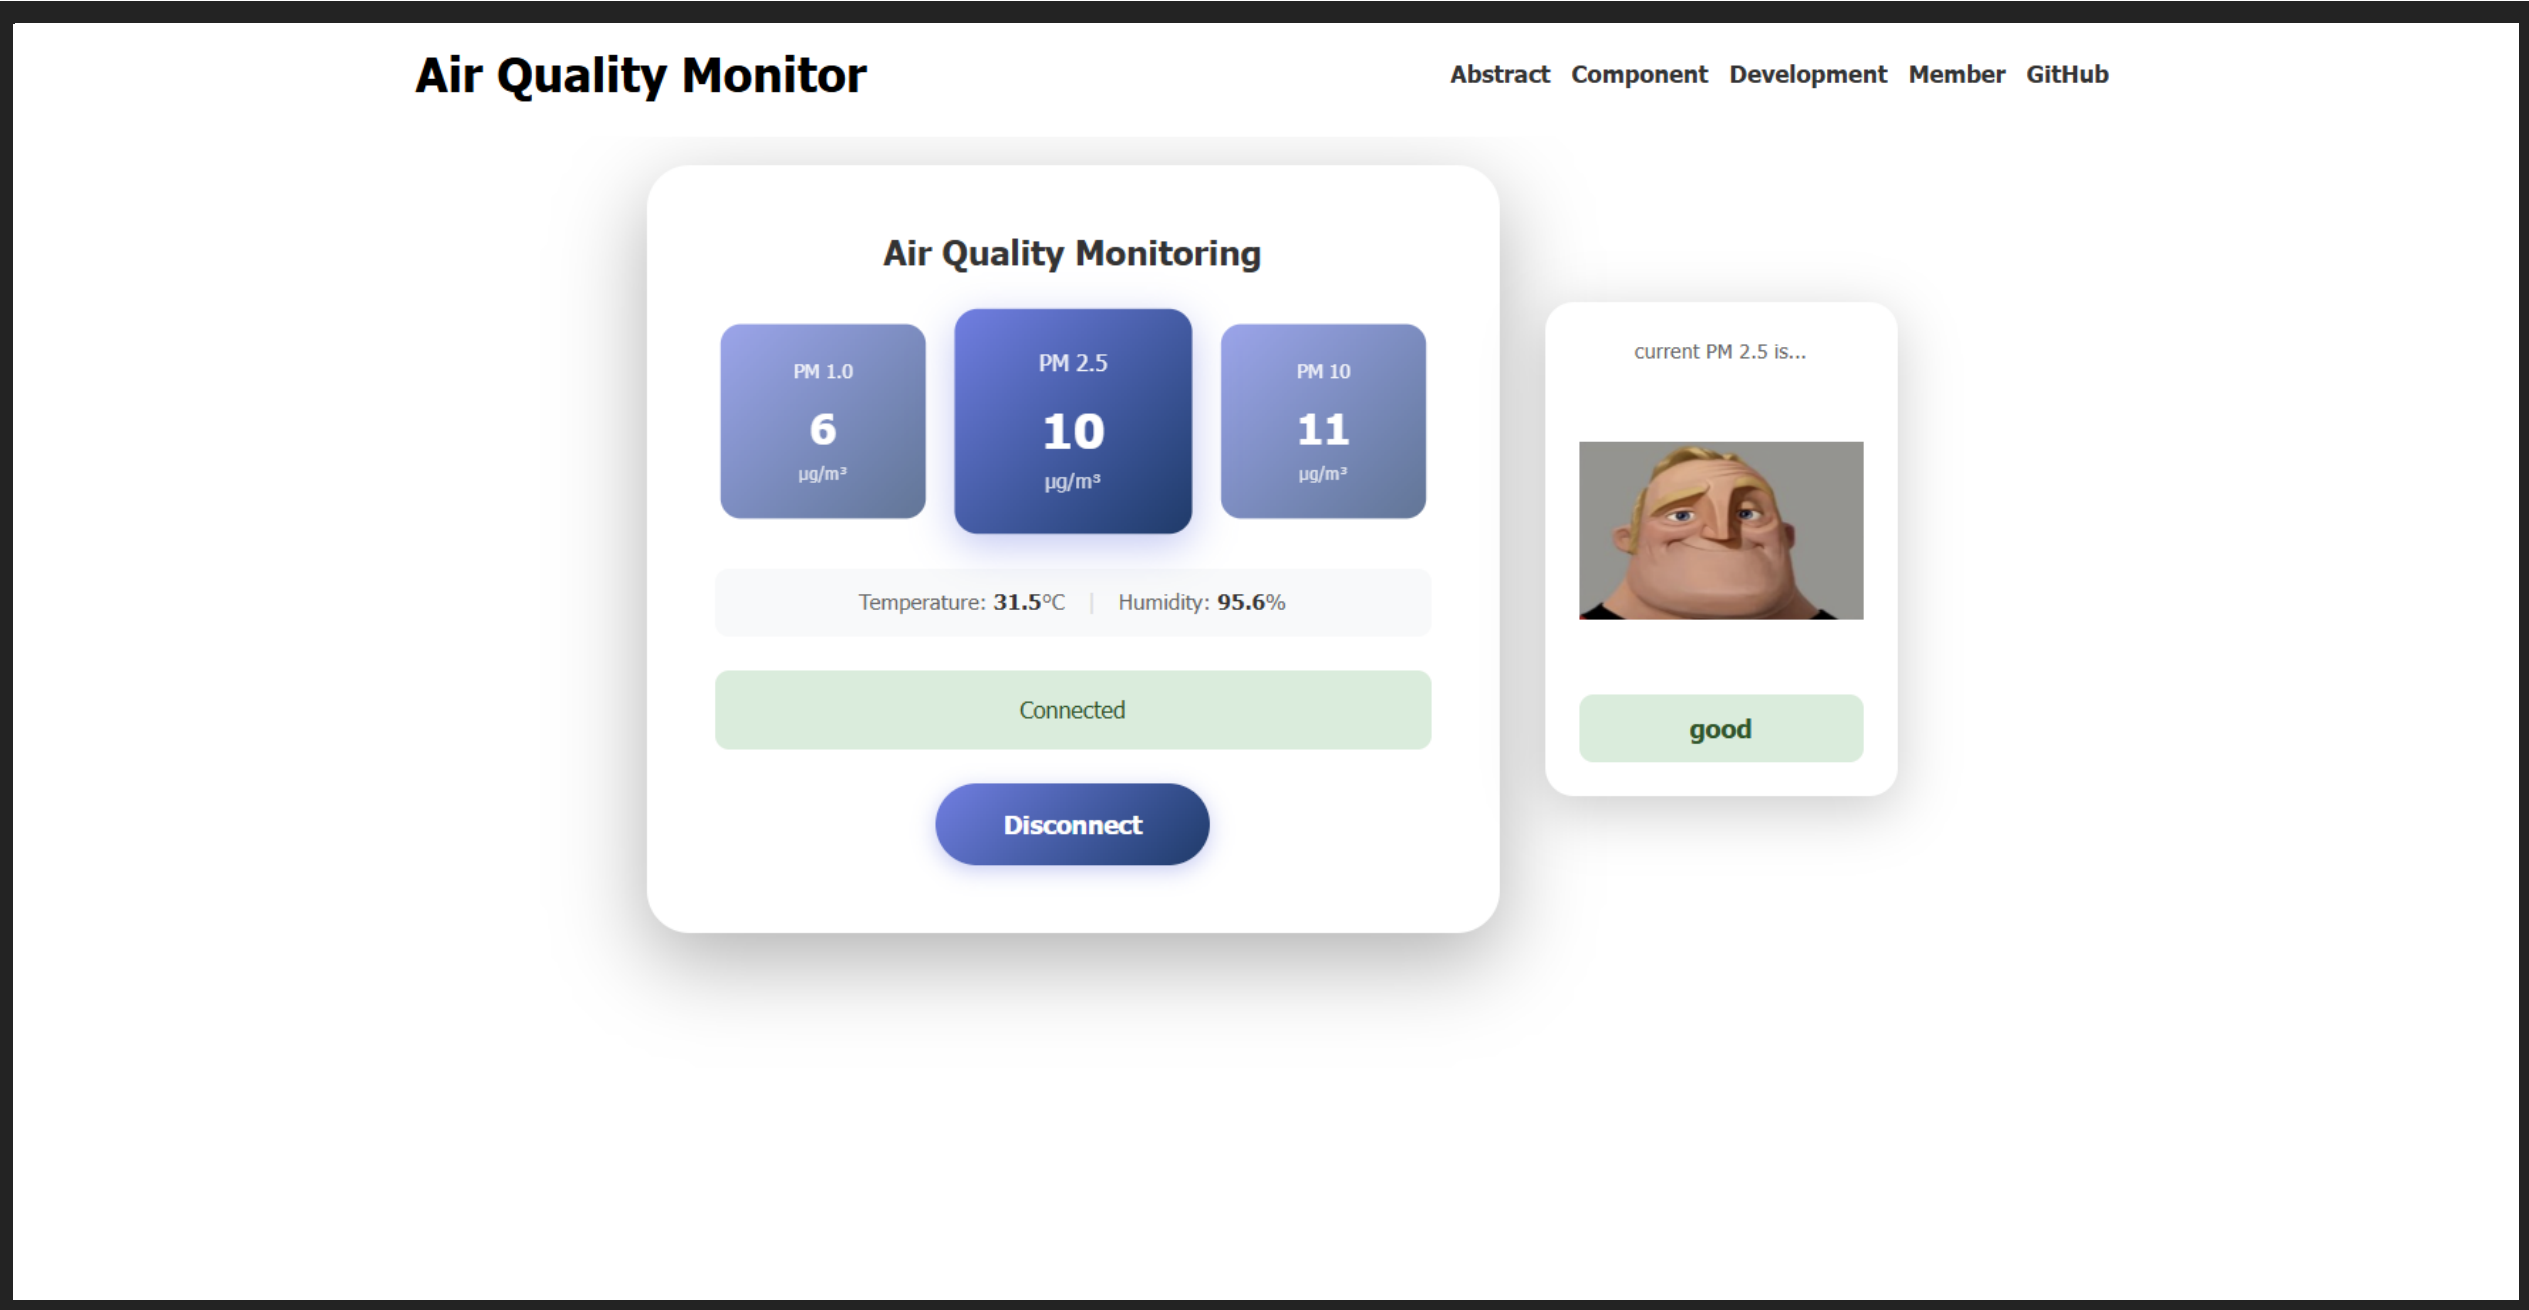 Air Quality Monitor
Abstract Component Development Member GitHub
Air Quality Monitoring
PM 1.0
6
μg/m³
PM 2.5
10
μg/m³
PM 10
11
μg/m³
Temperature: 31.5°C | Humidity: 95.6%
Connected
Disconnect
current PM 2.5 is...
good